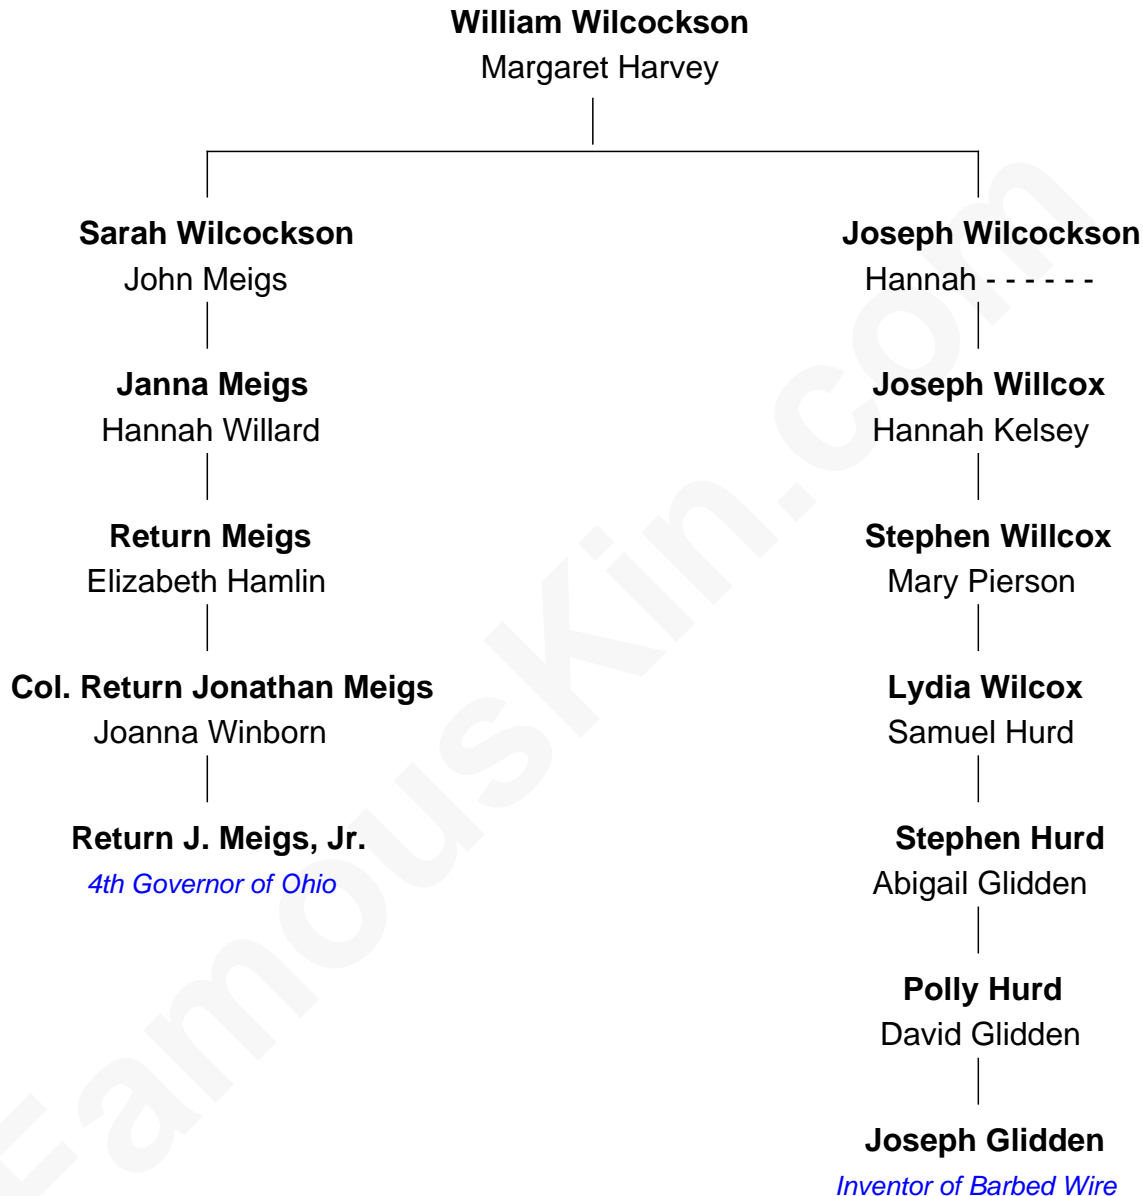 William Wilcockson
Margaret Harvey
Sarah Wilcockson
John Meigs
Janna Meigs
Hannah Willard
Return Meigs
Elizabeth Hamlin
Col. Return Jonathan Meigs
Joanna Winborn
Return J. Meigs, Jr.
4th Governor of Ohio
Joseph Wilcockson
Hannah - - - - - -
Joseph Willcox
Hannah Kelsey
Stephen Willcox
Mary Pierson
Lydia Wilcox
Samuel Hurd
Stephen Hurd
Abigail Glidden
Polly Hurd
David Glidden
Joseph Glidden
Inventor of Barbed Wire
FamousKin.com